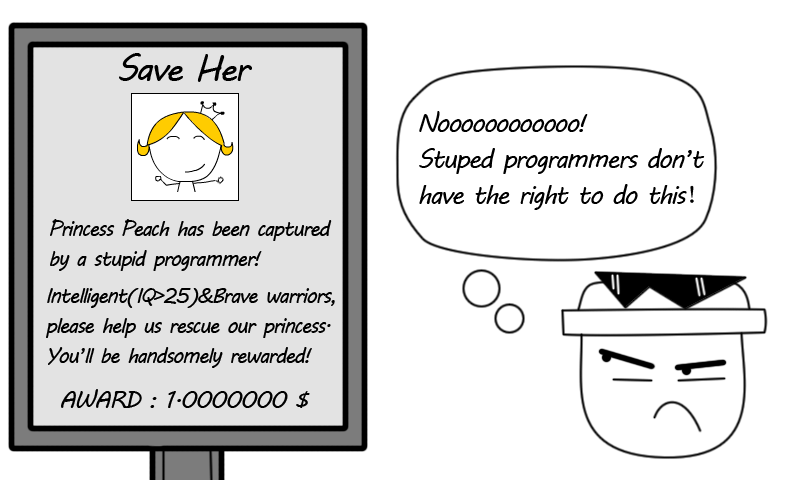 Save Her
Princess Peach has been captured
by a stupid programmer!
Intelligent(IQ>25)&Brave warriors,
please help us rescue our princess.
You'll be handsomely rewarded!
AWARD : 1.0000000 $
Noooooooooooo!
Stuped programmers don't
have the right to do this!